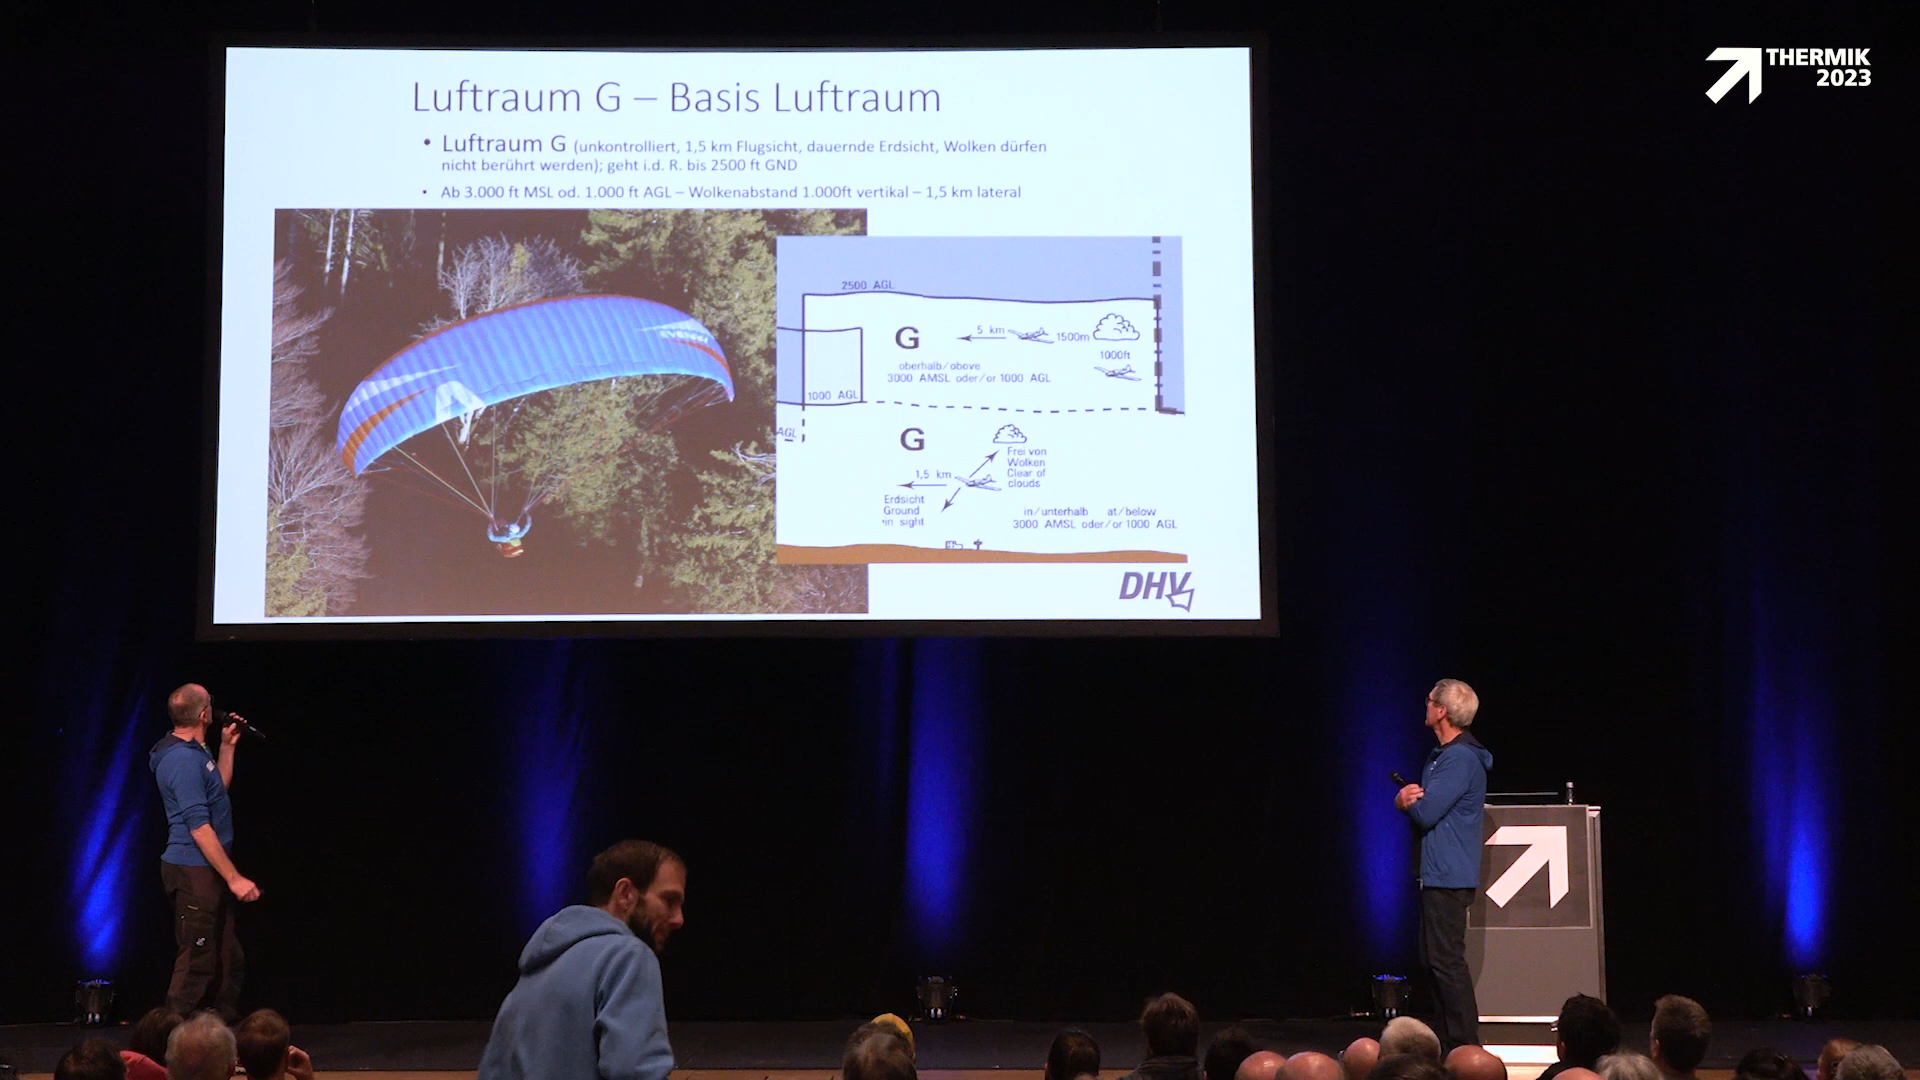 THERMIK
2023
Luftraum G – Basis Luftraum
• Luftraum G (unkontrolliert, 1,5 km Flugsicht, dauernde Erdsicht, Wolken dürfen
nicht berührt werden); geht i.d. R. bis 2500 ft GND
• Ab 3.000 ft MSL od. 1.000 ft AGL – Wolkenabstand 1.000ft vertikal – 1,5 km lateral
2500 AGL
G
5 km
1500m
1000ft
oberhalb/above
3000 AMSL oder/or 1000 AGL
1000 AGL
AGL
G
Frei von
Wolken
Clear of
clouds
1,5 km
Erdsicht
Ground
in sight
in/unterhalb at/below
3000 AMSL oder/or 1000 AGL
DHV